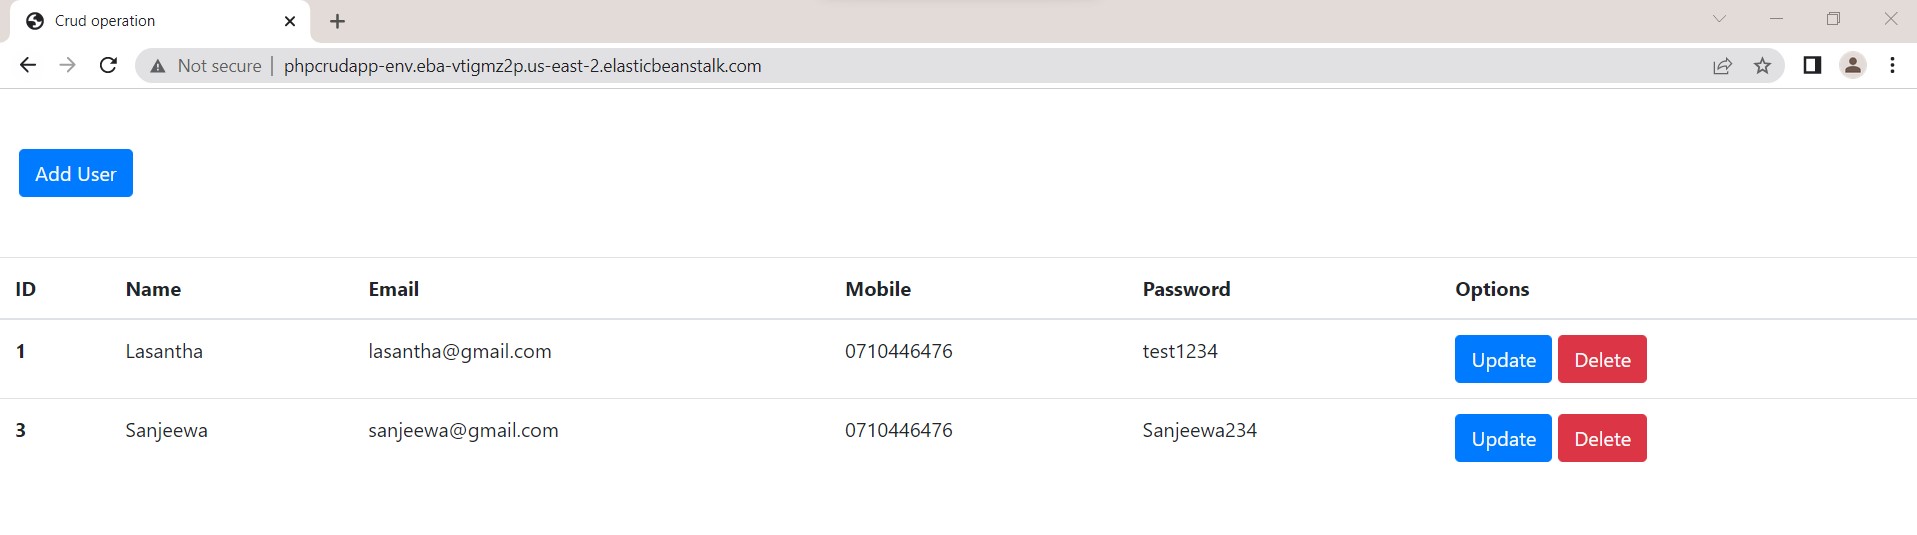 Crud operation
Not secure | phpcrudapp-env.eba-vtigmz2p.us-east-2.elasticbeanstalk.com
Add User
ID Name Email Mobile Password Options
1 Lasantha lasantha@gmail.com 0710446476 test1234 Update Delete
3 Sanjeewa sanjeewa@gmail.com 0710446476 Sanjeewa234 Update Delete